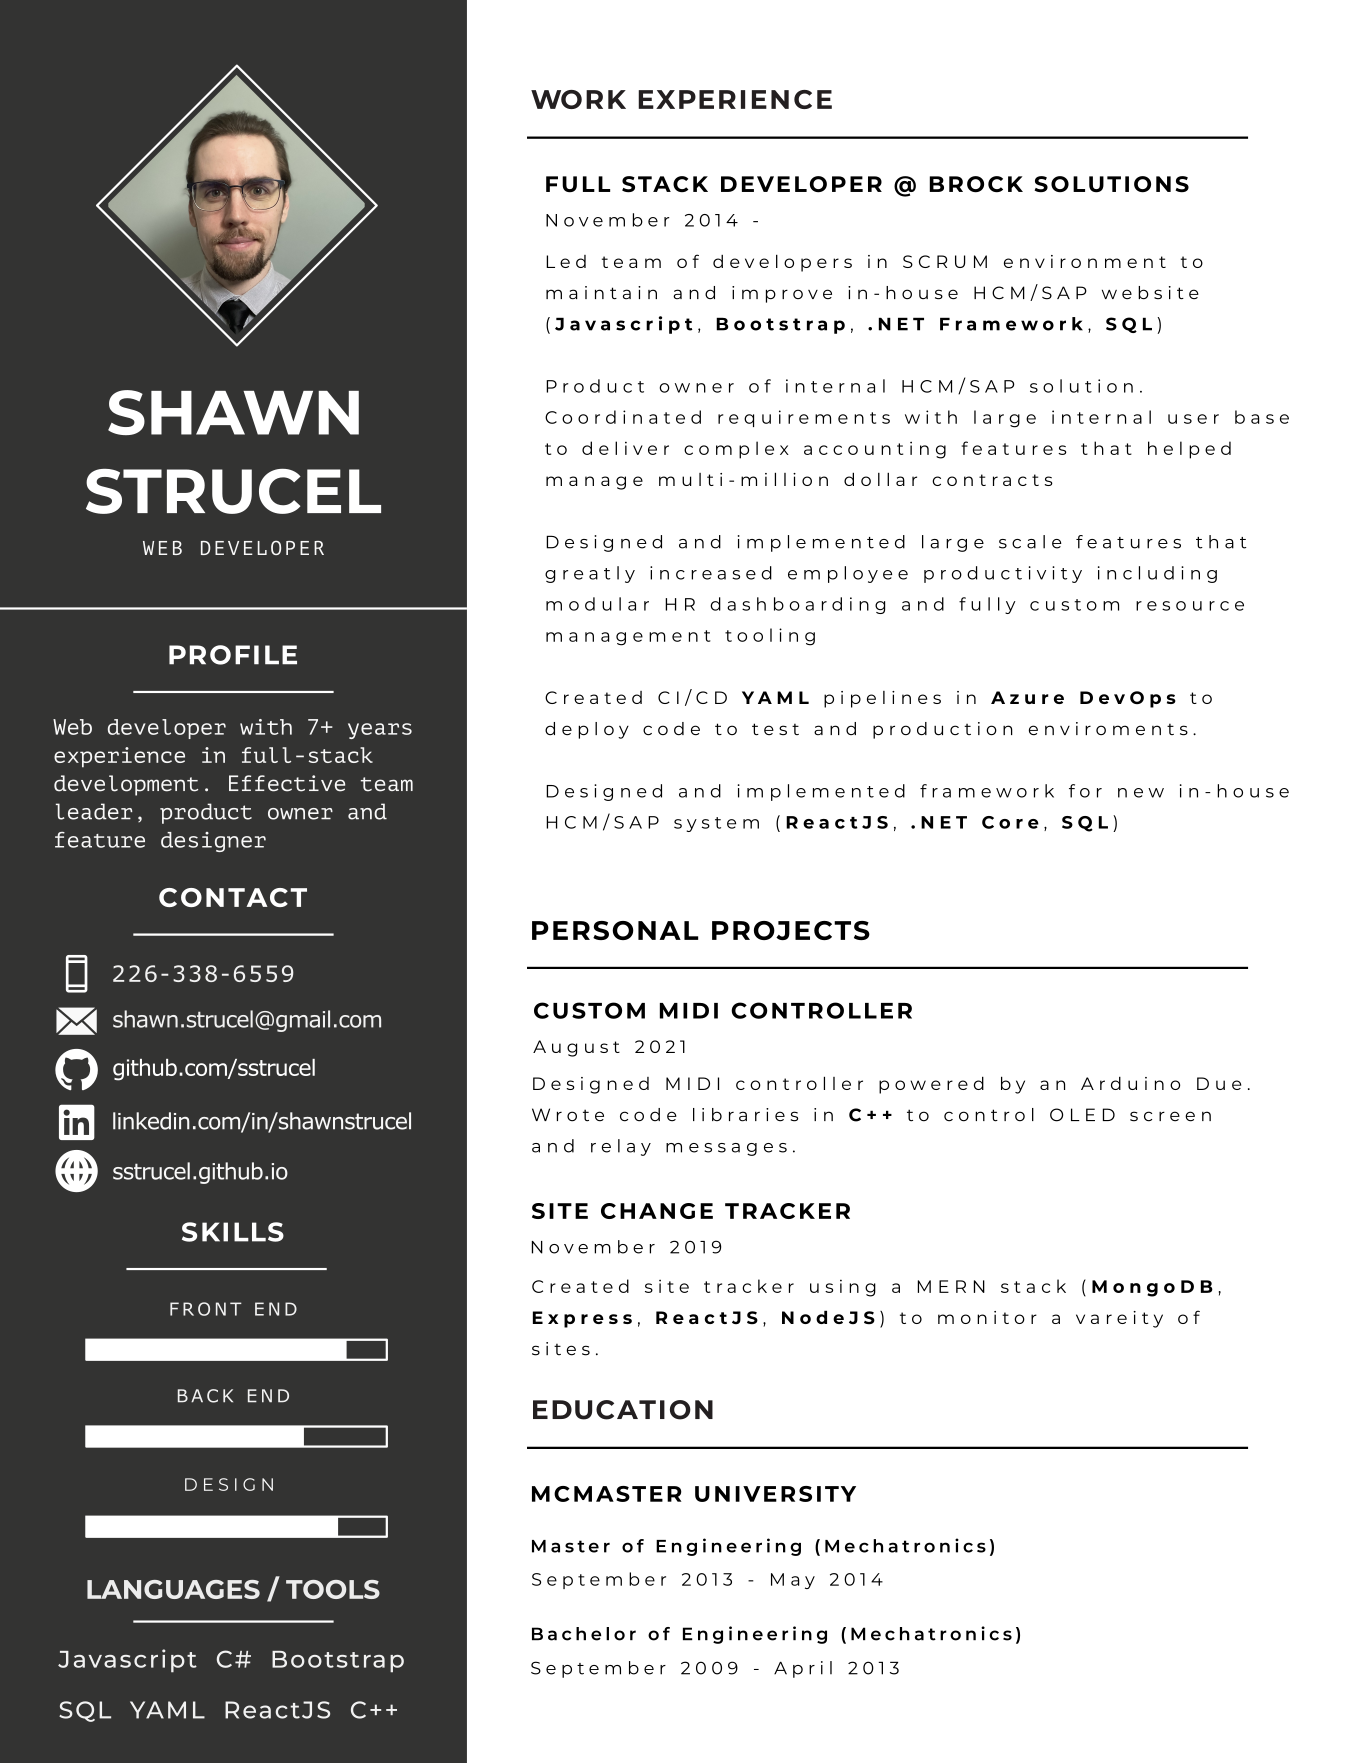 SHAWN
STRUCEL
WEB DEVELOPER
PROFILE
Web developer with 7+ years
experience in full-stack
development. Effective team
leader, product owner and
feature designer
CONTACT
226-338-6559
shawn.strucel@gmail.com
github.com/sstrucel
in linkedin.com/in/shawnstrucel
sstrucel.github.io
SKILLS
FRONT END
BACK END
DESIGN
LANGUAGES / TOOLS
Javascript C# Bootstrap
SQL YAML ReactJS C++
WORK EXPERIENCE
FULL STACK DEVELOPER @ BROCK SOLUTIONS
November 2014 -
Led team of developers in SCRUM environment to
maintain and improve in-house HCM/SAP website
(Javascript, Bootstrap, .NET Framework, SQL)
Product owner of internal HCM/SAP solution.
Coordinated requirements with large internal user base
to deliver complex accounting features that helped
manage multi-million dollar contracts
Designed and implemented large scale features that
greatly increased employee productivity including
modular HR dashboarding and fully custom resource
management tooling
Created CI/CD YAML pipelines in Azure DevOps to
deploy code to test and production enviroments.
Designed and implemented framework for new in-house
HCM/SAP system (ReactJS, .NET Core, SQL)
PERSONAL PROJECTS
CUSTOM MIDI CONTROLLER
August 2021
Designed MIDI controller powered by an Arduino Due.
Wrote code libraries in C++ to control OLED screen
and relay messages.
SITE CHANGE TRACKER
November 2019
Created site tracker using a MERN stack (MongoDB,
Express, ReactJS, NodeJS) to monitor a vareity of
sites.
EDUCATION
MCMASTER UNIVERSITY
Master of Engineering (Mechatronics)
September 2013 - May 2014
Bachelor of Engineering (Mechatronics)
September 2009 - April 2013